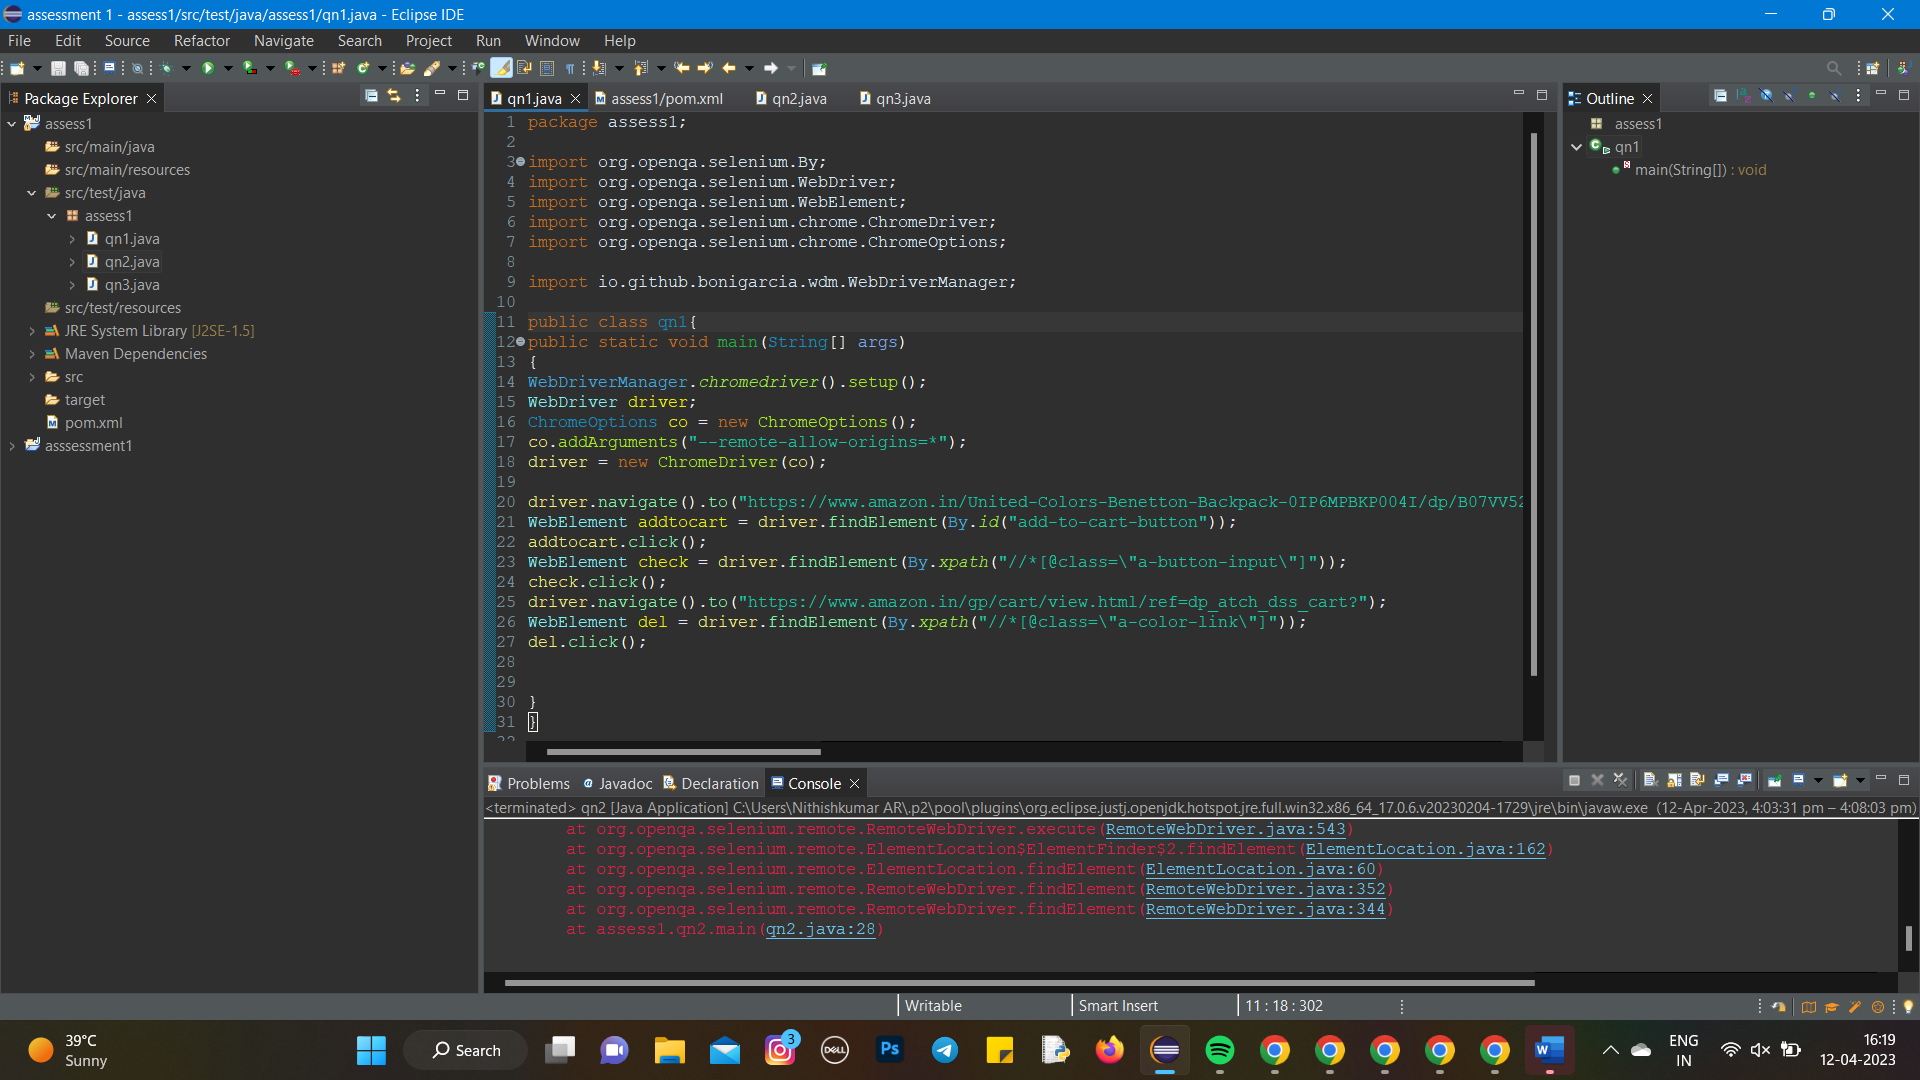 assessment 1 - assess1/src/test/java/assess1/qn1.java - Eclipse IDE
File Edit Source Refactor Navigate Search Project Run Window Help
Package Explorer
assess1
src/main/java
src/main/resources
src/test/java
assess1
qn1.java
qn2.java
qn3.java
src/test/resources
JRE System Library [J2SE-1.5]
Maven Dependencies
src
target
pom.xml
asssessment1
qn1.java assess1/pom.xml qn2.java qn3.java
1 package assess1;
2
3 import org.openqa.selenium.By;
4 import org.openqa.selenium.WebDriver;
5 import org.openqa.selenium.WebElement;
6 import org.openqa.selenium.chrome.ChromeDriver;
7 import org.openqa.selenium.chrome.ChromeOptions;
8
9 import io.github.bonigarcia.wdm.WebDriverManager;
10
11 public class qn1{
12 public static void main(String[] args)
13 {
14 WebDriverManager.chromedriver().setup();
15 WebDriver driver;
16 ChromeOptions co = new ChromeOptions();
17 co.addArguments("--remote-allow-origins=*");
18 driver = new ChromeDriver(co);
19
20 driver.navigate().to("https://www.amazon.in/United-Colors-Benetton-Backpack-0IP6MPBKP004I/dp/B07VV52
21 WebElement addtocart = driver.findElement(By.id("add-to-cart-button"));
22 addtocart.click();
23 WebElement check = driver.findElement(By.xpath("//*[@class=\"a-button-input\"]"));
24 check.click();
25 driver.navigate().to("https://www.amazon.in/gp/cart/view.html/ref=dp_atch_dss_cart?");
26 WebElement del = driver.findElement(By.xpath("//*[@class=\"a-color-link\"]"));
27 del.click();
28
29
30 }
31 }
32
Outline
assess1
qn1
main(String[]) : void
Problems Javadoc Declaration Console
<terminated> qn2 [Java Application] C:\Users\Nithishkumar AR\.p2\pool\plugins\org.eclipse.justj.openjdk.hotspot.jre.full.win32.x86_64_17.0.6.v20230204-1729\jre\bin\javaw.exe (12-Apr-2023, 4:03:31 pm – 4:08:03 pm)
at org.openqa.selenium.remote.RemoteWebDriver.execute(RemoteWebDriver.java:543)
at org.openqa.selenium.remote.ElementLocation$ElementFinder$2.findElement(ElementLocation.java:162)
at org.openqa.selenium.remote.ElementLocation.findElement(ElementLocation.java:60)
at org.openqa.selenium.remote.RemoteWebDriver.findElement(RemoteWebDriver.java:352)
at org.openqa.selenium.remote.RemoteWebDriver.findElement(RemoteWebDriver.java:344)
at assess1.qn2.main(qn2.java:28)
Writable Smart Insert 11 : 18 : 302
39°C
Sunny
Search
3
DELL
Ps
W
ENG
IN
16:19
12-04-2023